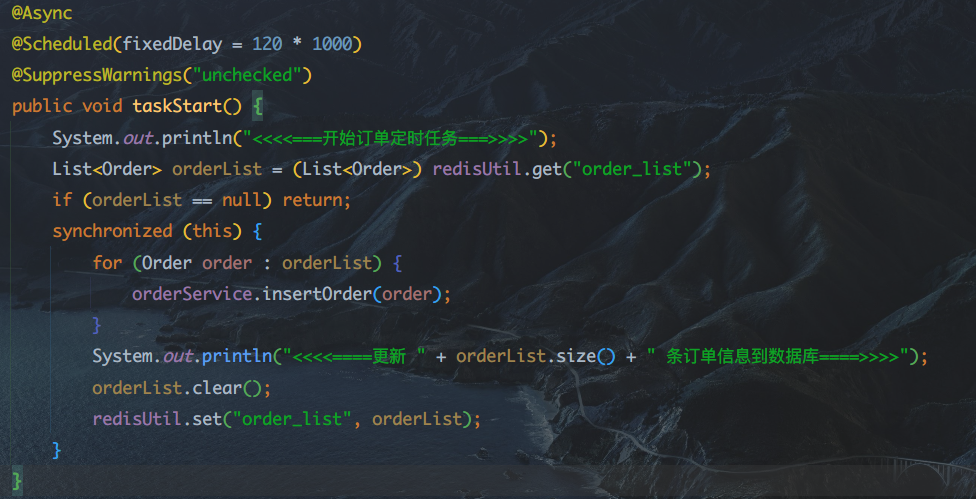 @Async
@Scheduled(fixedDelay = 120 * 1000)
@SuppressWarnings("unchecked")
public void taskStart() {
    System.out.println("<<<<===开始订单定时任务===>>>>");
    List<Order> orderList = (List<Order>) redisUtil.get("order_list");
    if (orderList == null) return;
    synchronized (this) {
        for (Order order : orderList) {
            orderService.insertOrder(order);
        }
        System.out.println("<<<<====更新 " + orderList.size() + " 条订单信息到数据库====>>>>");
        orderList.clear();
        redisUtil.set("order_list", orderList);
    }
}